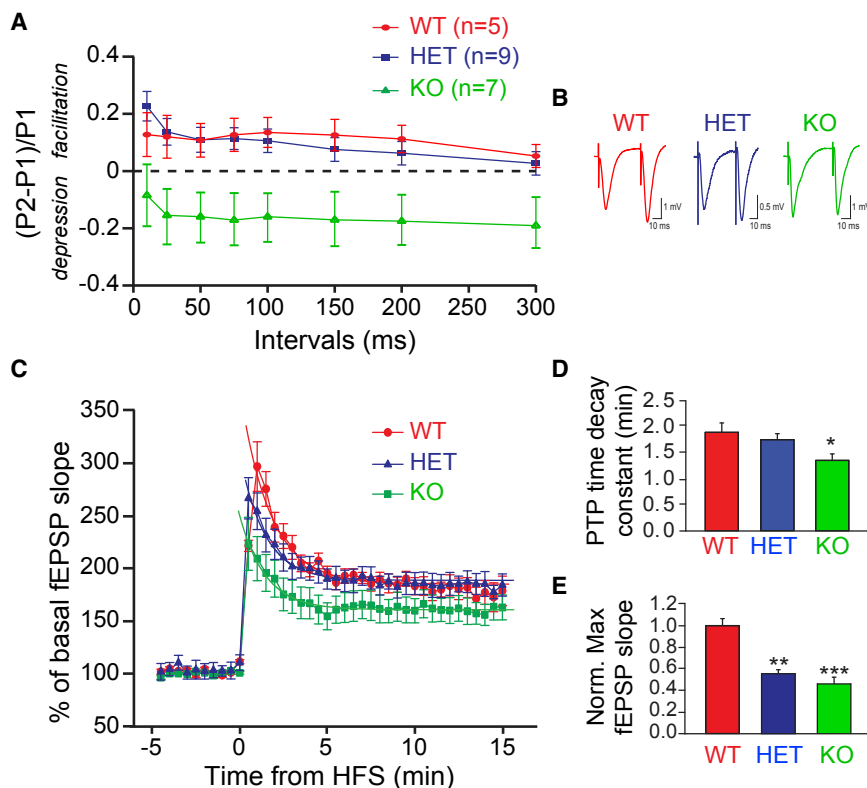 A
WT (n=5)
HET (n=9)
KO (n=7)
(P2-P1)/P1
depression facilitation
0.4
0.2
0
-0.2
-0.4
0 50 100 150 200 250 300
Intervals (ms)
B
WT HET KO
1 mV
10 ms
0.5 mV
10 ms
1 mV
10 ms
C
WT
HET
KO
% of basal fEPSP slope
350
300
250
200
150
100
50
-5 0 5 10 15
Time from HFS (min)
D
PTP time decay
constant (min)
2.5
2.0
1.5
1.0
0.5
0.0
*
WT HET KO
E
Norm. Max
fEPSP slope
1.2
1.0
0.8
0.6
0.4
0.2
0.0
** ***
WT HET KO